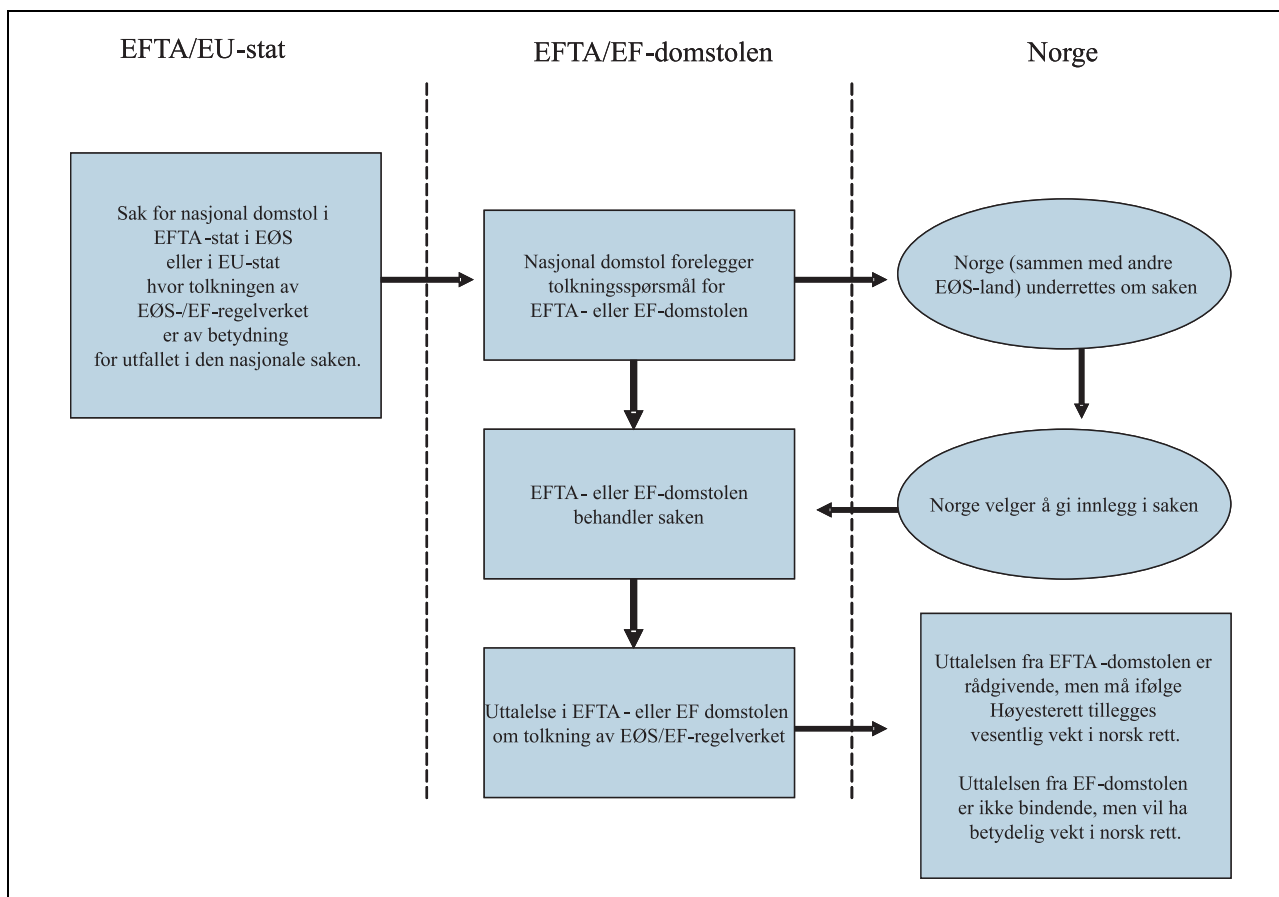 EFTA/EU-stat
EFTA/EF-domstolen
Norge
Sak for nasjonal domstol i
EFTA-stat i EØS
eller i EU-stat
hvor tolkningen av
EØS-/EF-regelverket
er av betydning
for utfallet i den nasjonale saken.
Nasjonal domstol forelegger
tolkningsspørsmål for
EFTA- eller EF-domstolen
Norge (sammen med andre
EØS-land) underrettes om saken
EFTA- eller EF-domstolen
behandler saken
Norge velger å gi innlegg i saken
Uttalelse i EFTA- eller EF domstolen
om tolkning av EØS/EF-regelverket
Uttalelsen fra EFTA-domstolen er
rådgivende, men må ifølge
Høyesterett tillegges
vesentlig vekt i norsk rett.
Uttalelsen fra EF-domstolen
er ikke bindende, men vil ha
betydelig vekt i norsk rett.